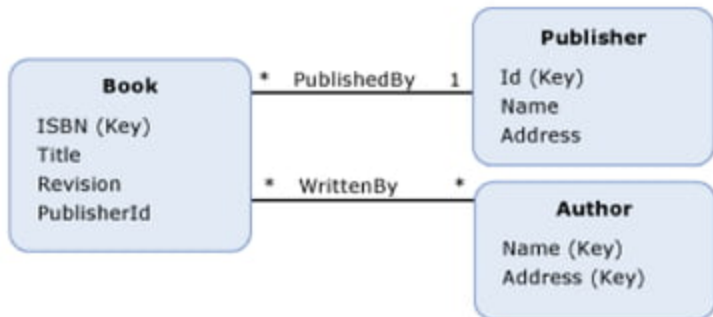 Book
ISBN (Key)
Title
Revision
PublisherId
* PublishedBy 1
* WrittenBy *
Publisher
Id (Key)
Name
Address
Author
Name (Key)
Address (Key)